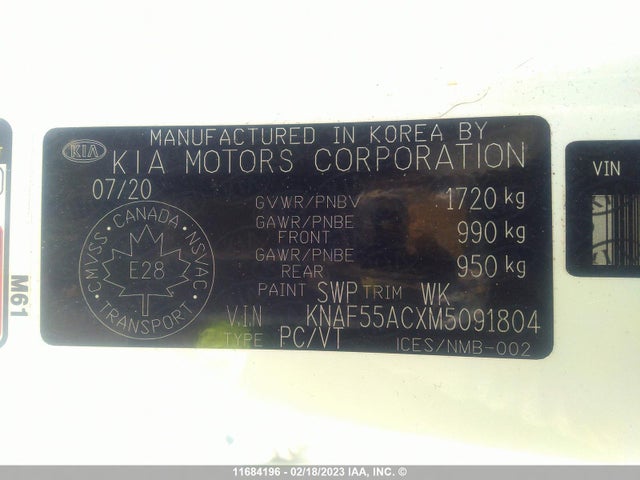 MANUFACTURED IN KOREA BY
KIA KIA MOTORS CORPORATION
07/20
GVWR/PNBV 1720 kg
GAWR/PNBE FRONT 990 kg
GAWR/PNBE REAR 950 kg
PAINT SWP TRIM WK
V.I.N KNAF55ACXM5091804
TYPE PC/VT ICES/NMB-002
CMVSS · CANADA · NSVAC · TRANSPORT ·
E28
M61
VIN
11684196 - 02/18/2023 IAA, INC. ©